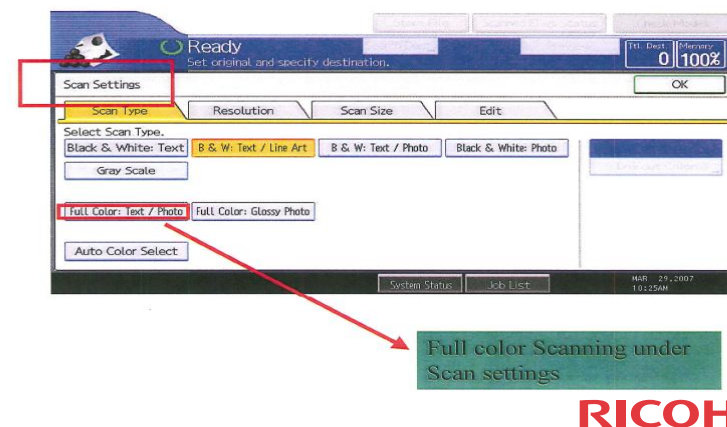 Ready
Set original and specify destination.
Ttl. Dest. Memory
0 100%
Scan Settings
OK
Scan Type Resolution Scan Size Edit
Select Scan Type.
Black & White: Text B & W: Text / Line Art B & W: Text / Photo Black & White: Photo
Gray Scale
Full Color: Text / Photo Full Color: Glossy Photo
Auto Color Select
System Status Job List
MAR 29,2007
10:25AM
Full color Scanning under
Scan settings
RICOH